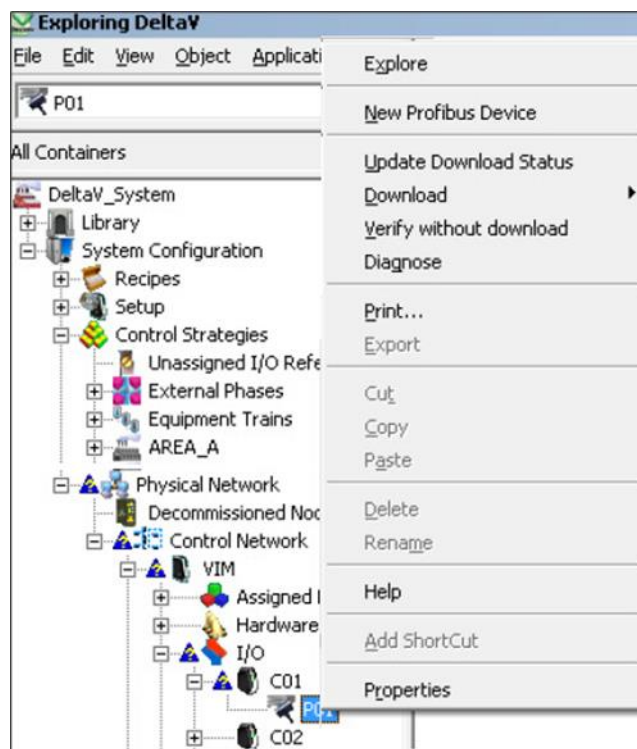 Exploring DeltaV
File Edit View Object Applicati
P01
All Containers
DeltaV_System
Library
System Configuration
Recipes
Setup
Control Strategies
Unassigned I/O Refe
External Phases
Equipment Trains
AREA_A
Physical Network
Decommissioned Nod
Control Network
VIM
Assigned I
Hardware
I/O
C01
P01
C02
Explore
New Profibus Device
Update Download Status
Download
Verify without download
Diagnose
Print...
Export
Cut
Copy
Paste
Delete
Rename
Help
Add ShortCut
Properties